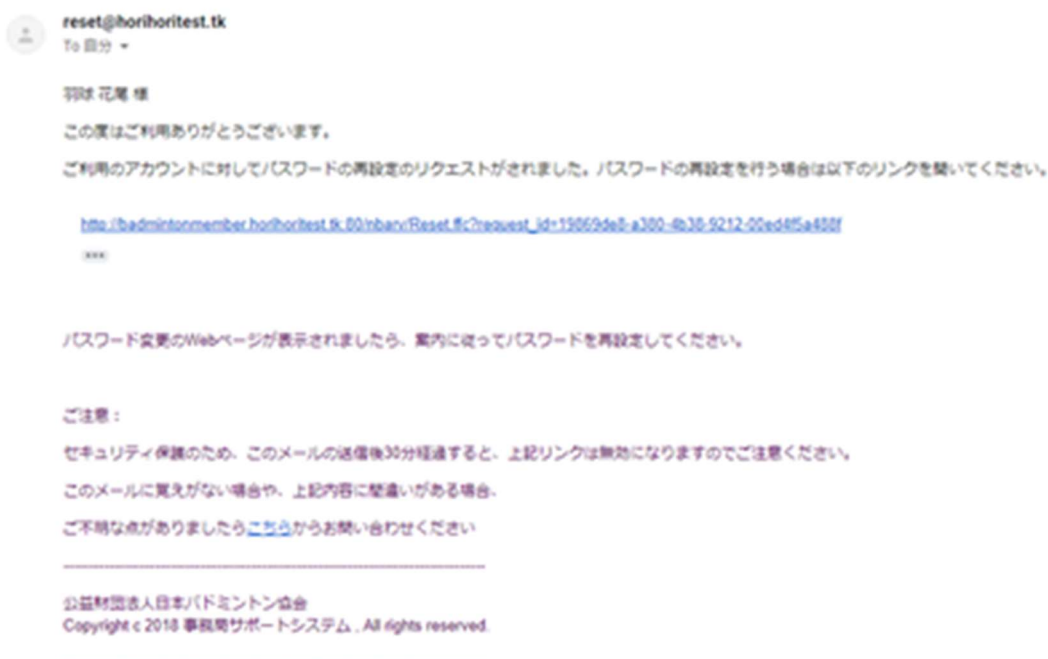 reset@horihoritest.tk
To 自分
羽球 花尾 様
この度はご利用ありがとうございます。
ご利用のアカウントに対してパスワードの再設定のリクエストがされました。パスワードの再設定を行う場合は以下のリンクを開いてください。
http://badmintonmember.horihoritest.tk:80/nbary/Reset.ffc?request_id=19869de8-a380-4b38-9212-00ed4f5a488f
パスワード変更のWebページが表示されましたら、案内に従ってパスワードを再設定してください。
ご注意：
セキュリティ保護のため、このメールの送信後30分経過すると、上記リンクは無効になりますのでご注意ください。
このメールに覚えがない場合や、上記内容に間違いがある場合、
ご不明な点がありましたらこちらからお問い合わせください
公益財団法人日本バドミントン協会
Copyright c 2018 事務局サポートシステム , All rights reserved.